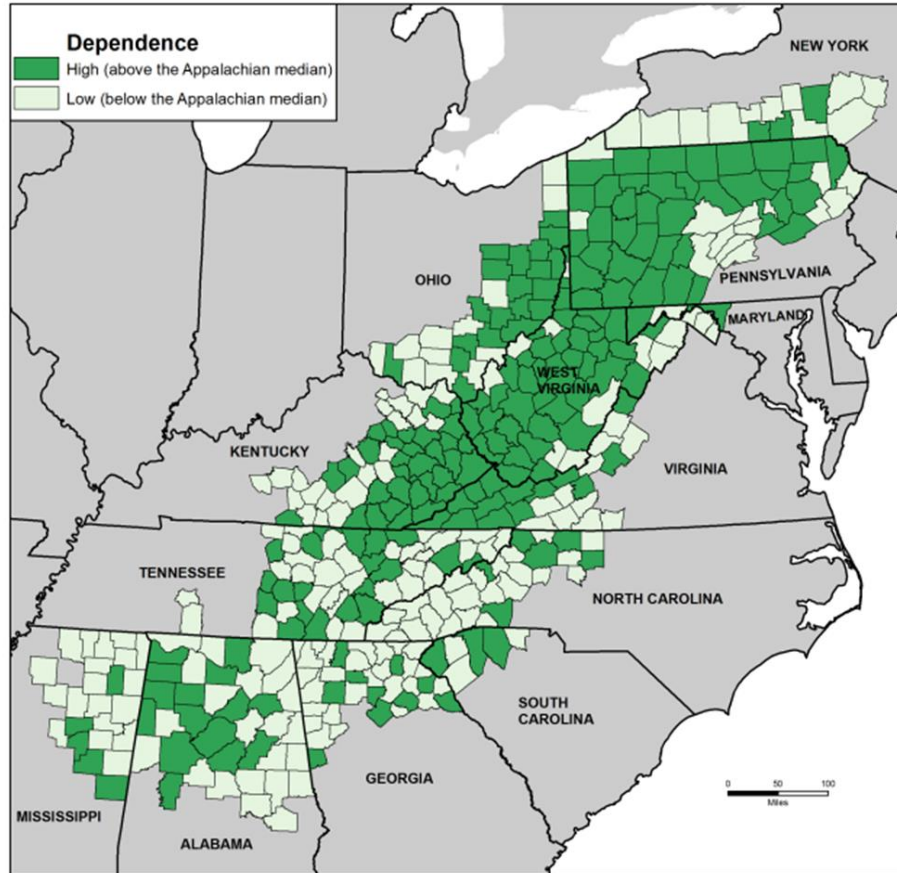 Dependence
High (above the Appalachian median)
Low (below the Appalachian median)
NEW YORK
PENNSYLVANIA
OHIO
MARYLAND
WEST
VIRGINIA
KENTUCKY
VIRGINIA
TENNESSEE
NORTH CAROLINA
SOUTH
CAROLINA
GEORGIA
MISSISSIPPI
ALABAMA
0 50 100
Miles